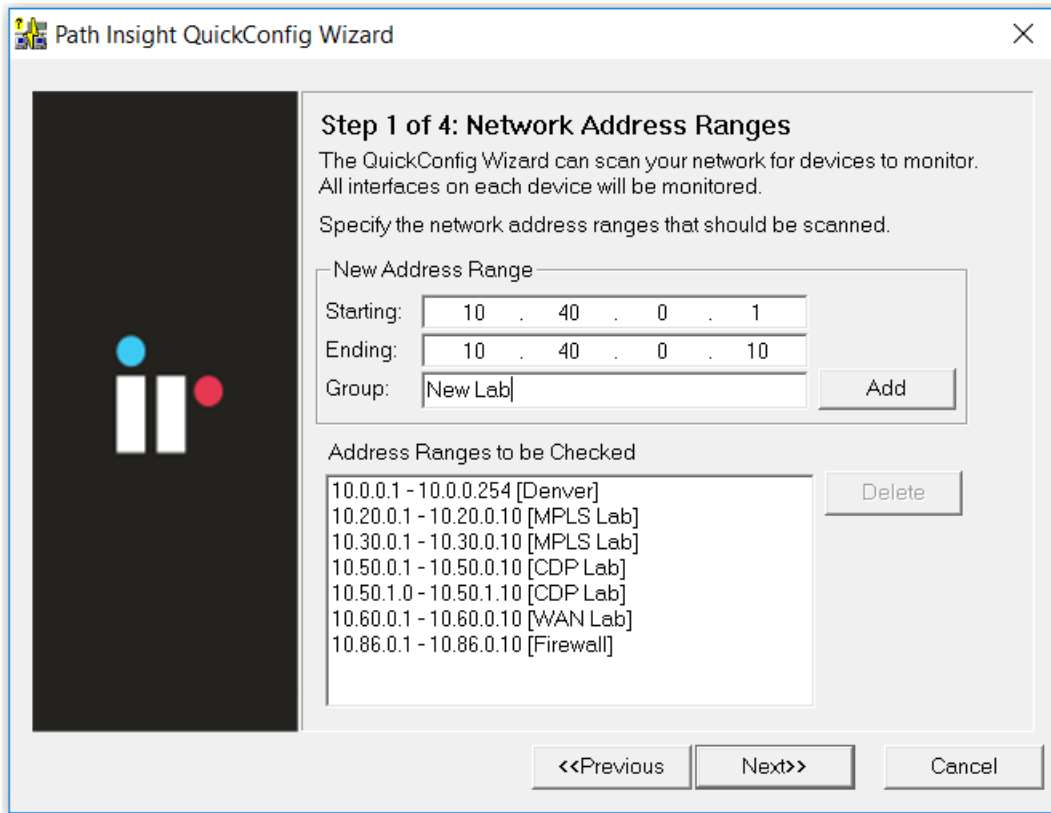 Path Insight QuickConfig Wizard
Step 1 of 4: Network Address Ranges
The QuickConfig Wizard can scan your network for devices to monitor.
All interfaces on each device will be monitored.
Specify the network address ranges that should be scanned.
New Address Range
Starting: 10 . 40 . 0 . 1
Ending: 10 . 40 . 0 . 10
Group: New Lab Add
Address Ranges to be Checked
10.0.0.1 - 10.0.0.254 [Denver] Delete
10.20.0.1 - 10.20.0.10 [MPLS Lab]
10.30.0.1 - 10.30.0.10 [MPLS Lab]
10.50.0.1 - 10.50.0.10 [CDP Lab]
10.50.1.0 - 10.50.1.10 [CDP Lab]
10.60.0.1 - 10.60.0.10 [WAN Lab]
10.86.0.1 - 10.86.0.10 [Firewall]
ir
<<Previous Next>> Cancel